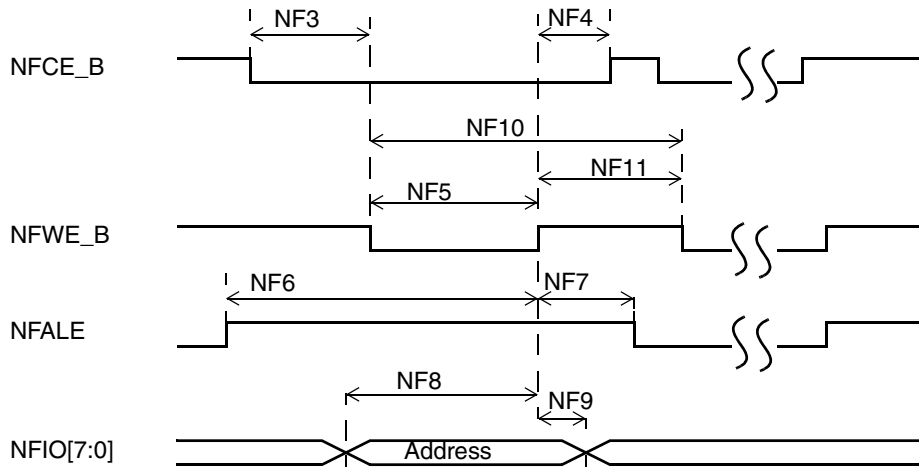 NF3
NF4
NFCE_B
NF10
NF11
NF5
NFWE_B
NF6
NF7
NFALE
NF8
NF9
NFIO[7:0]
Address